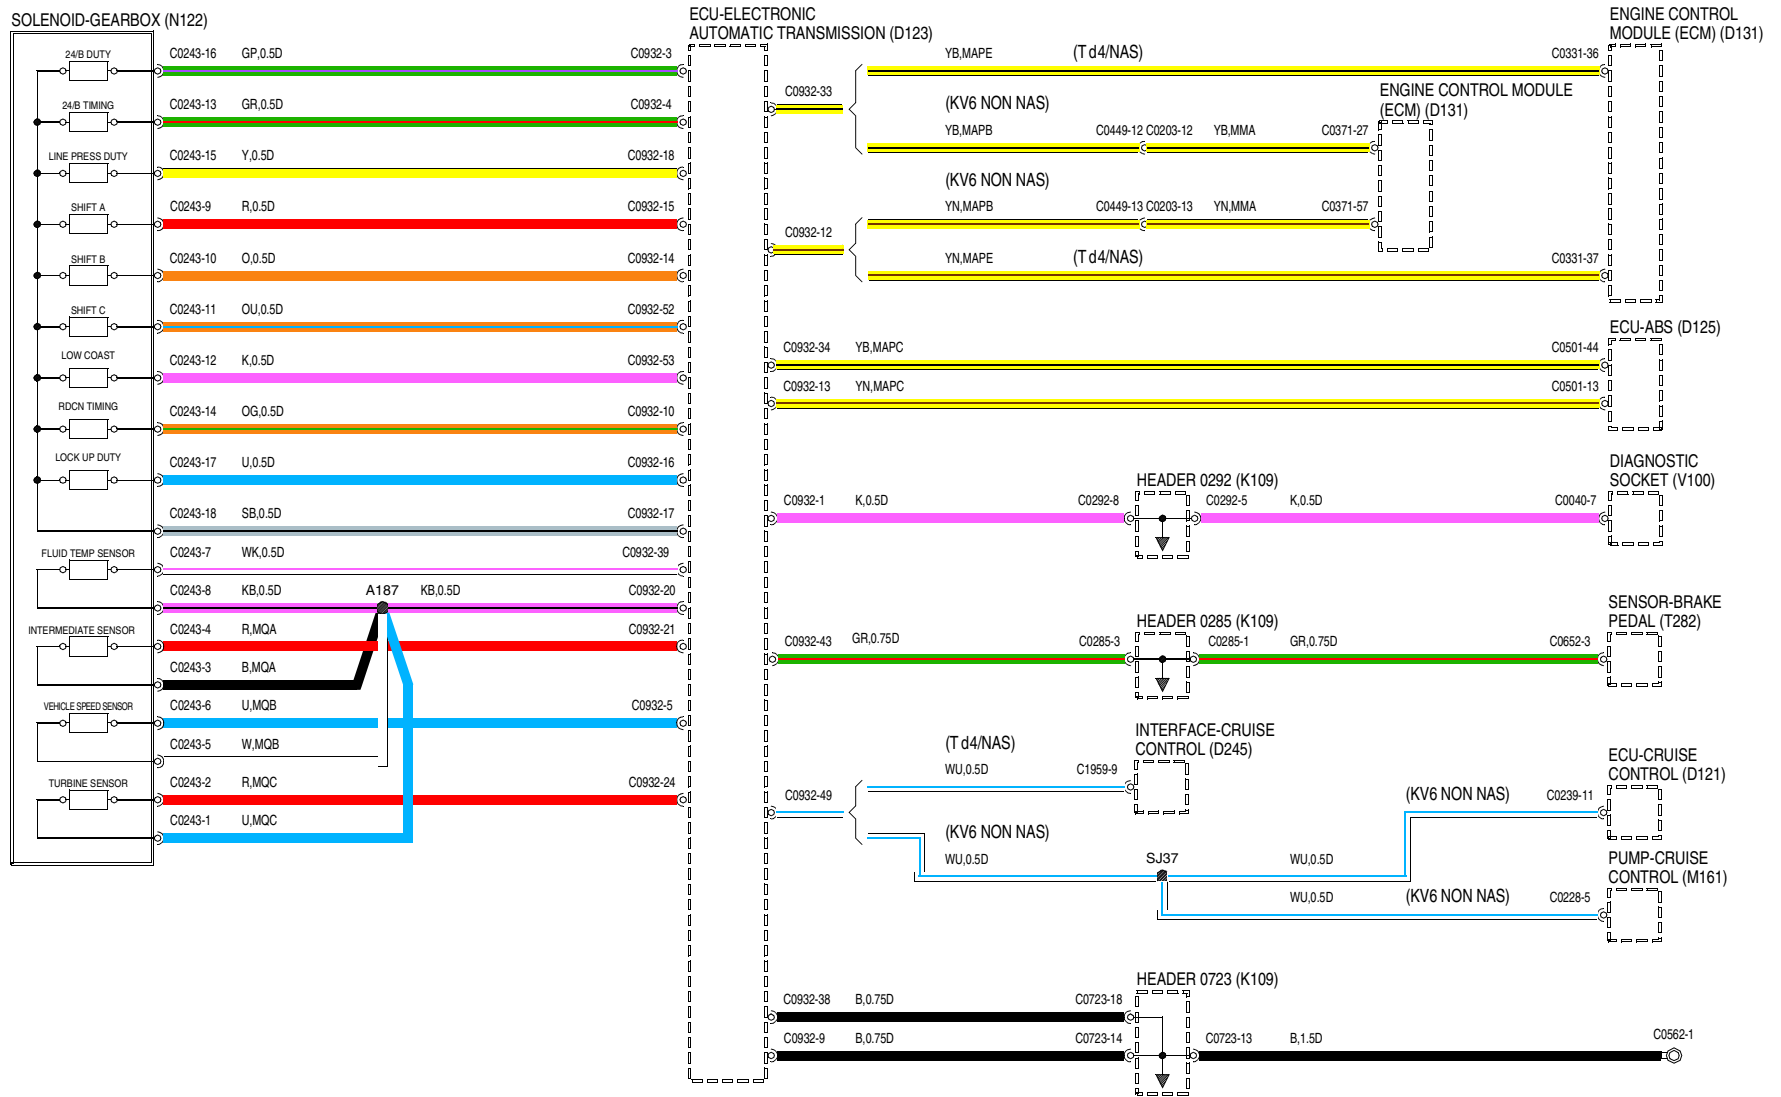 SOLENOID-GEARBOX (N122)
24/B DUTY
C0243-16 GP,0.5D C0932-3
24/B TIMING
C0243-13 GR,0.5D C0932-4
LINE PRESS DUTY
C0243-15 Y,0.5D C0932-18
SHIFT A
C0243-9 R,0.5D C0932-15
SHIFT B
C0243-10 O,0.5D C0932-14
SHIFT C
C0243-11 OU,0.5D C0932-52
LOW COAST
C0243-12 K,0.5D C0932-53
RDCN TIMING
C0243-14 OG,0.5D C0932-10
LOCK UP DUTY
C0243-17 U,0.5D C0932-16
C0243-18 SB,0.5D C0932-17
FLUID TEMP SENSOR
C0243-7 WK,0.5D C0932-39
C0243-8 KB,0.5D A187 KB,0.5D C0932-20
INTERMEDIATE SENSOR
C0243-4 R,MQA C0932-21
C0243-3 B,MQA
VEHICLE SPEED SENSOR
C0243-6 U,MQB C0932-5
C0243-5 W,MQB
TURBINE SENSOR
C0243-2 R,MQC C0932-24
C0243-1 U,MQC
ECU-ELECTRONIC
AUTOMATIC TRANSMISSION (D123)
ENGINE CONTROL
MODULE (ECM) (D131)
YB,MAPE (Td4/NAS) C0331-36
C0932-33
(KV6 NON NAS)
ENGINE CONTROL MODULE
(ECM) (D131)
YB,MAPB C0449-12 C0203-12 YB,MMA C0371-27
(KV6 NON NAS)
YN,MAPB C0449-13 C0203-13 YN,MMA C0371-57
C0932-12
YN,MAPE (Td4/NAS) C0331-37
ECU-ABS (D125)
C0932-34 YB,MAPC C0501-44
C0932-13 YN,MAPC C0501-13
DIAGNOSTIC
SOCKET (V100)
HEADER 0292 (K109)
C0932-1 K,0.5D C0292-8 C0292-5 K,0.5D C0040-7
SENSOR-BRAKE
PEDAL (T282)
HEADER 0285 (K109)
C0932-43 GR,0.75D C0285-3 C0285-1 GR,0.75D C0652-3
INTERFACE-CRUISE
CONTROL (D245)
(Td4/NAS)
WU,0.5D C1959-9
ECU-CRUISE
CONTROL (D121)
C0932-49
(KV6 NON NAS) C0239-11
(KV6 NON NAS)
WU,0.5D SJ37 WU,0.5D
PUMP-CRUISE
CONTROL (M161)
WU,0.5D (KV6 NON NAS) C0228-5
HEADER 0723 (K109)
C0932-38 B,0.75D C0723-18
C0932-9 B,0.75D C0723-14 C0723-13 B,1.5D C0562-1